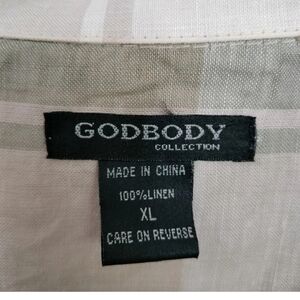 GODBODY
COLLECTION
MADE IN CHINA
100%LINEN
XL
CARE ON REVERSE